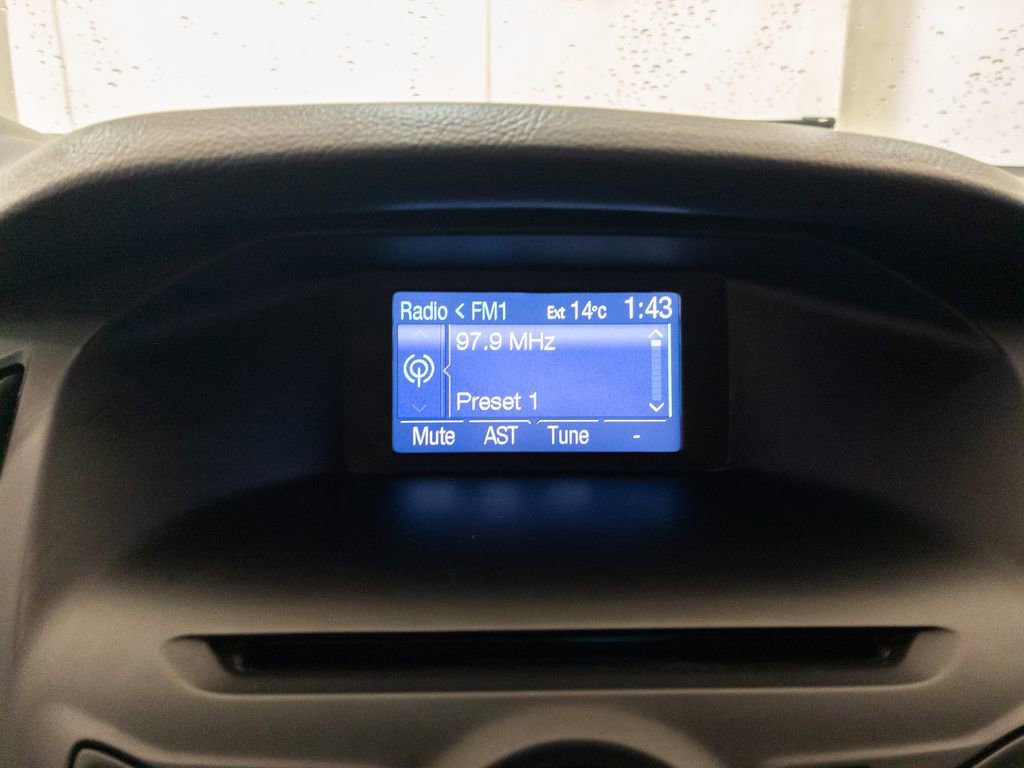 Radio < FM1 Ext 14°C 1:43
97.9 MHz
Preset 1
Mute AST Tune -